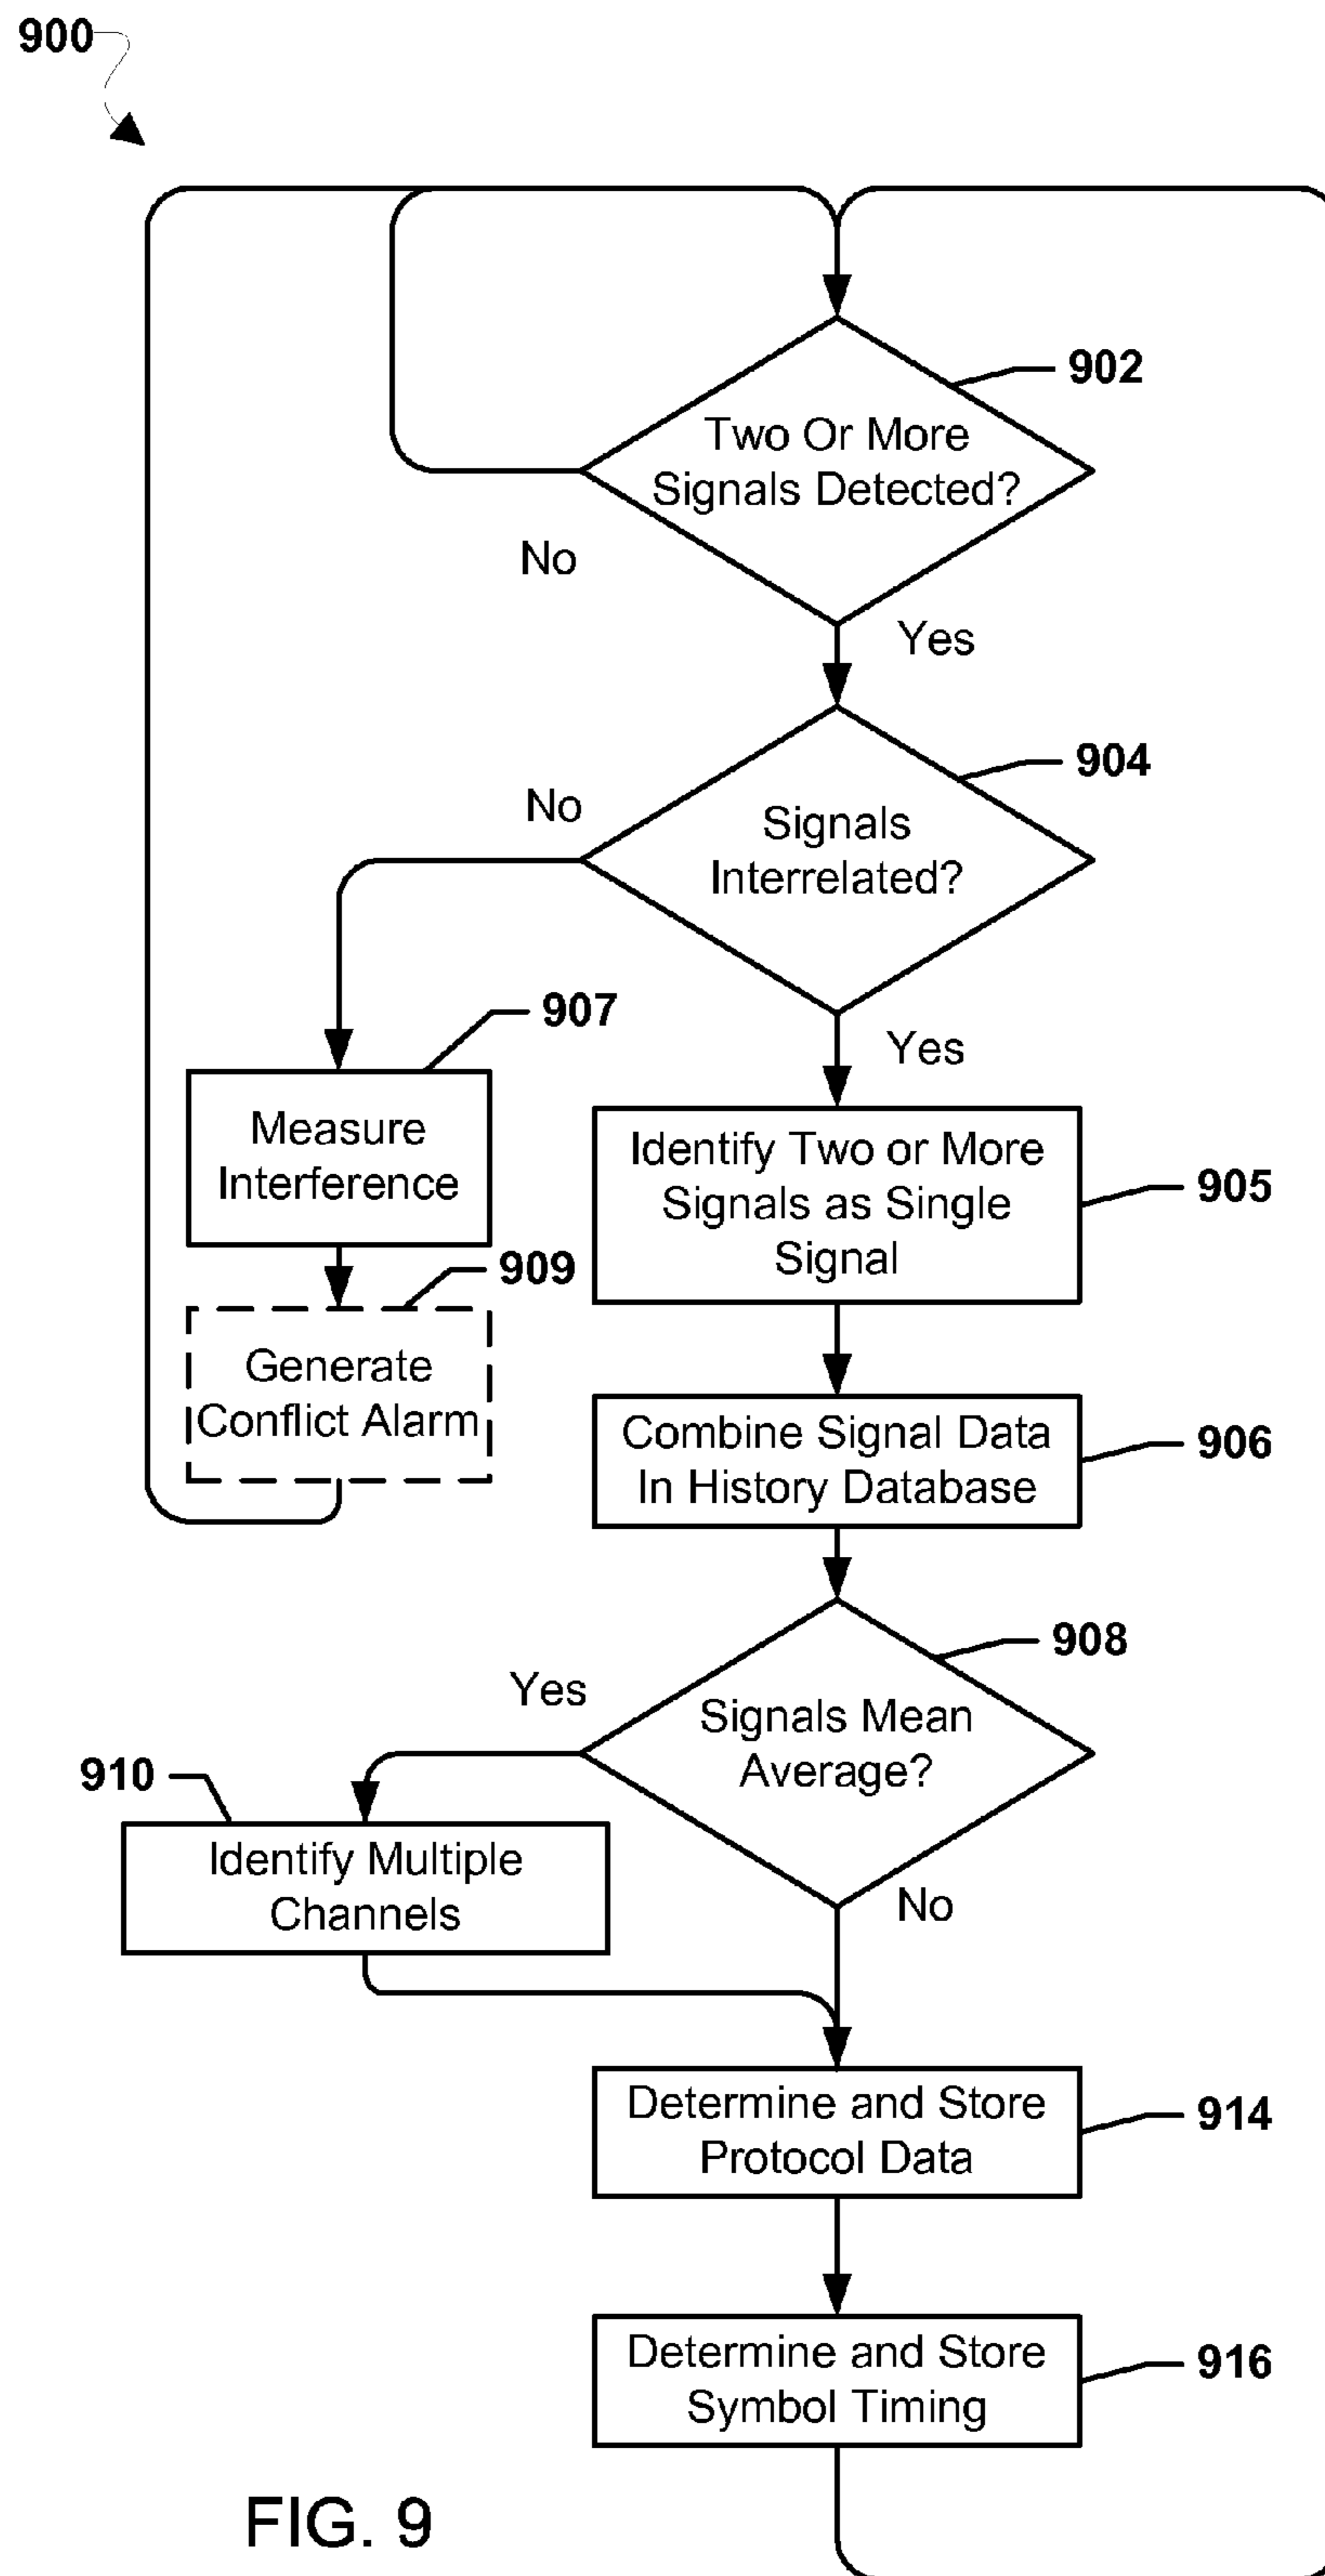 900
902
Two Or More
Signals Detected?
No
Yes
904
No
Signals
Interrelated?
907
Yes
Measure
Interference
Identify Two or More
Signals as Single
Signal
905
909
Generate
Conflict Alarm
Combine Signal Data
In History Database
906
908
Yes
Signals Mean
Average?
910
Identify Multiple
Channels
No
Determine and Store
Protocol Data
914
Determine and Store
Symbol Timing
916
FIG. 9